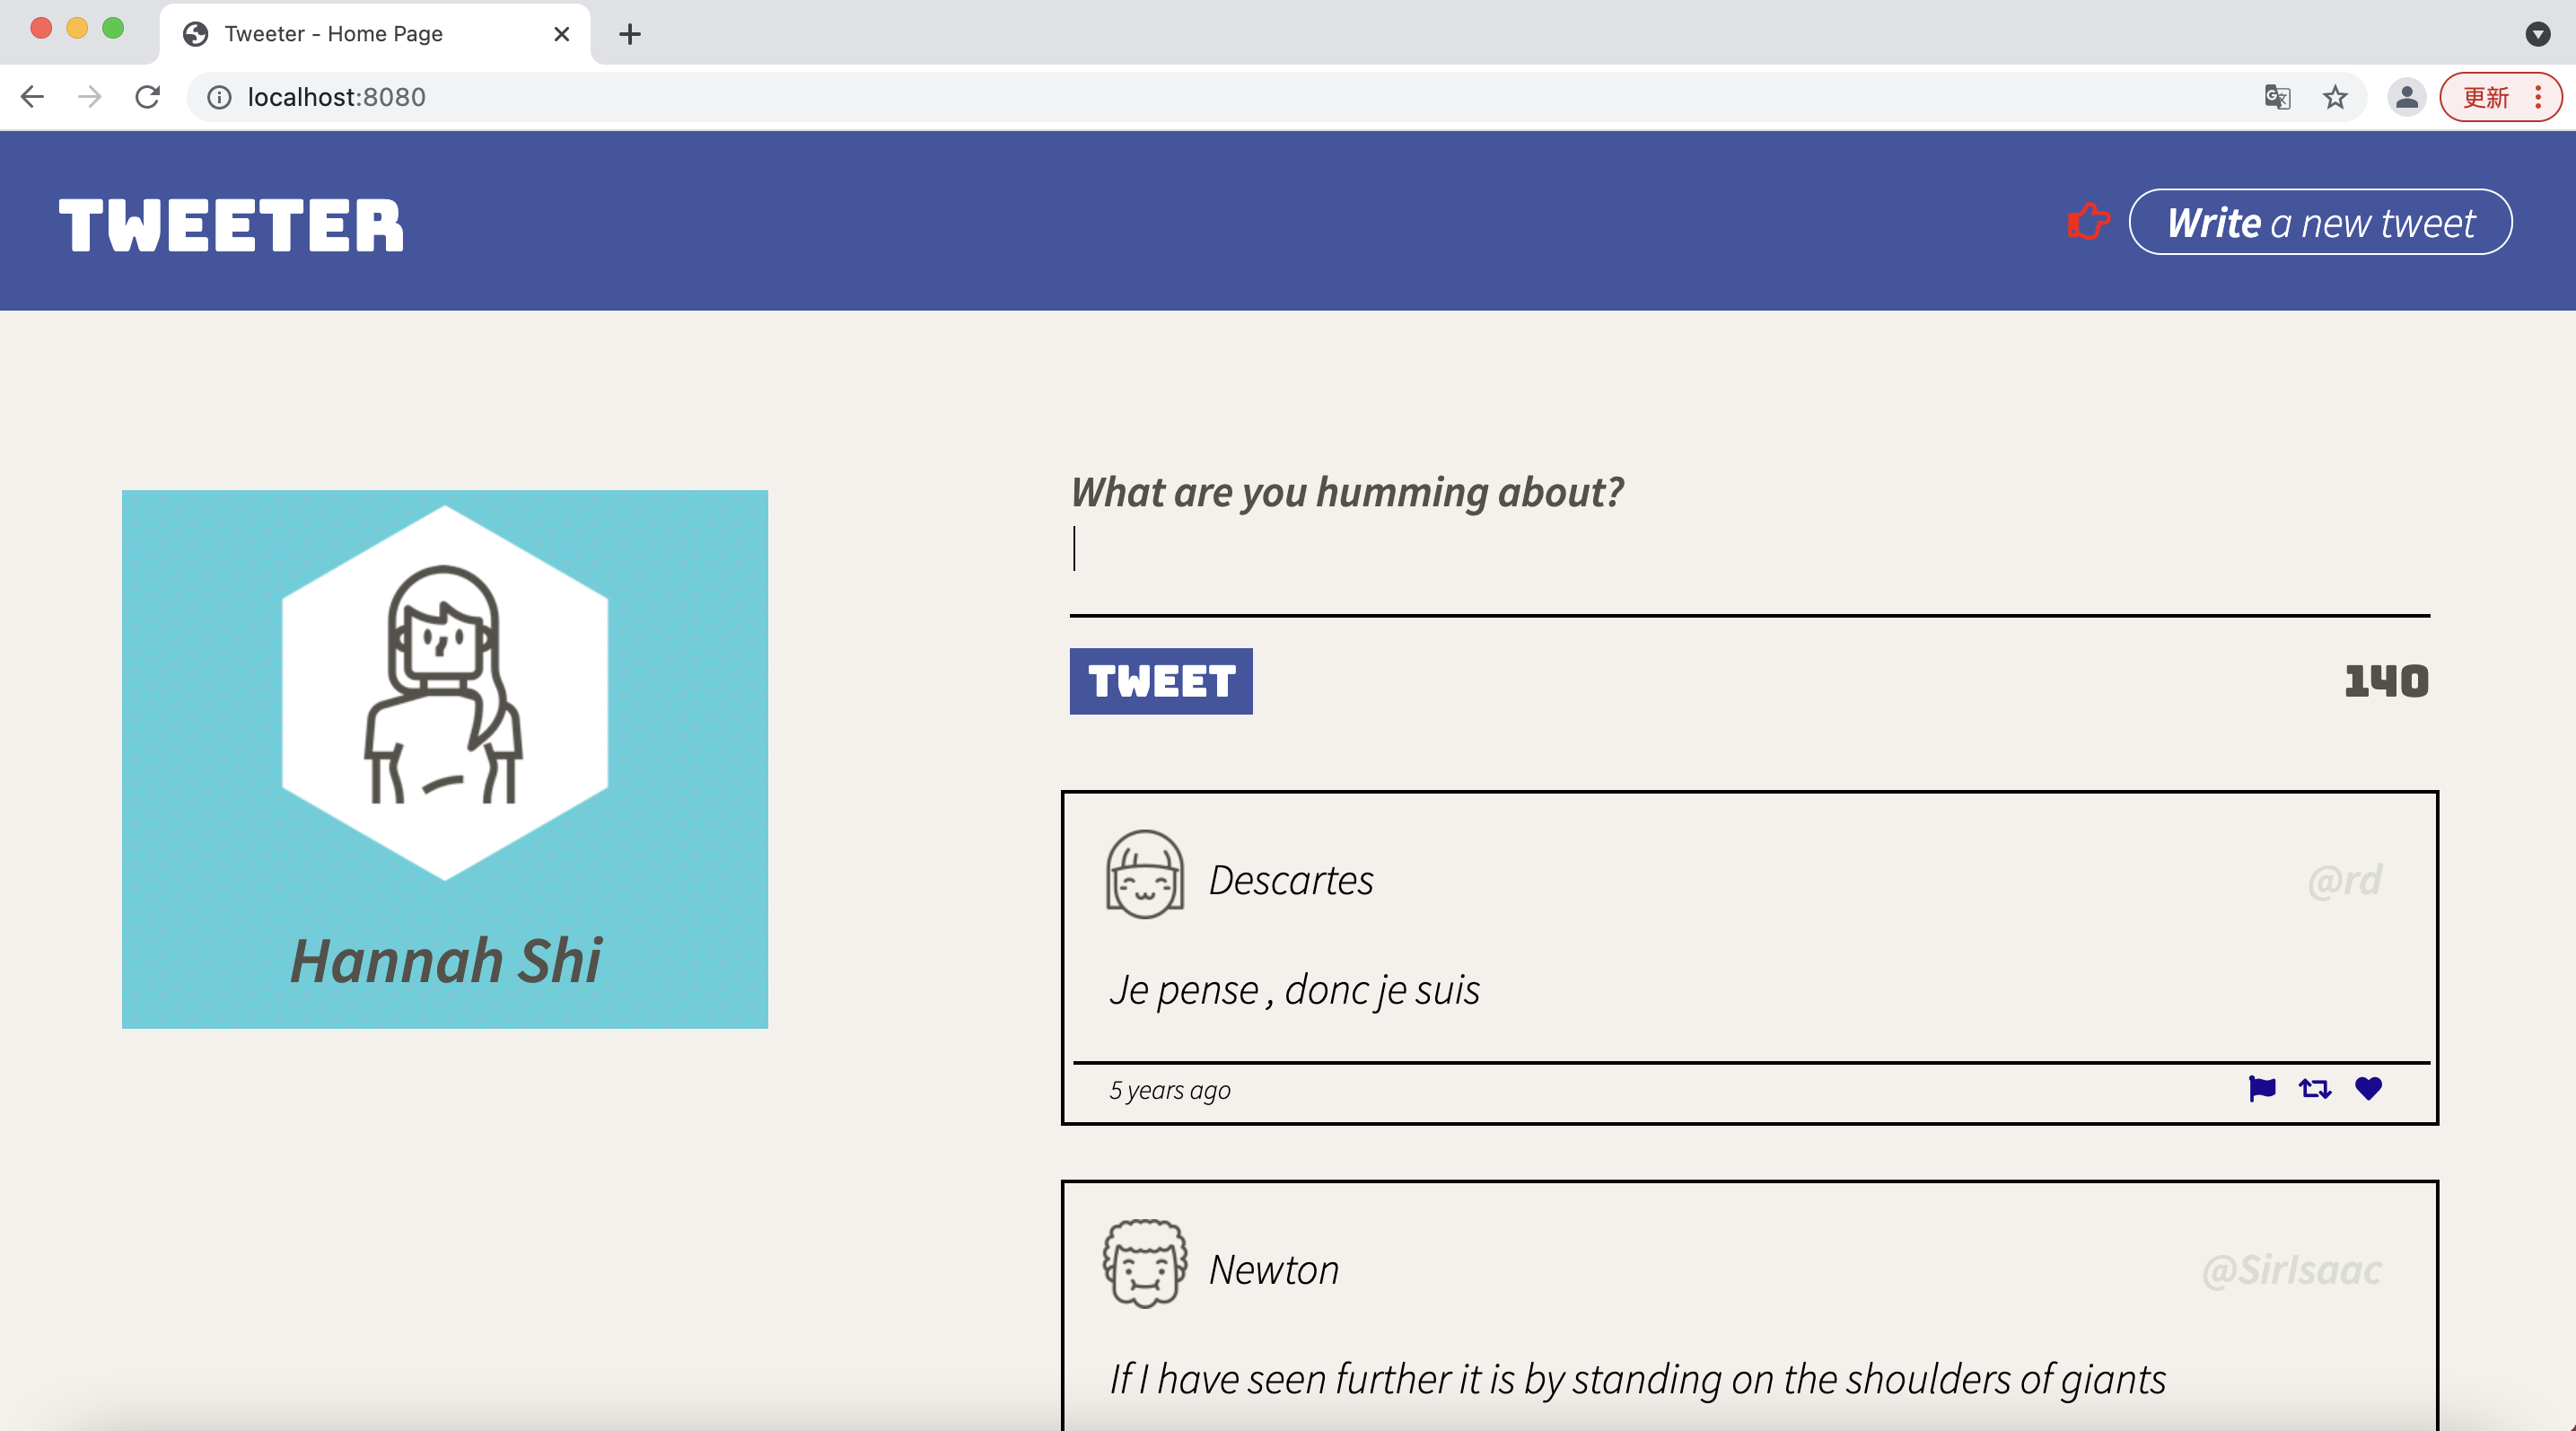 Tweeter - Home Page
localhost:8080
更新
TWEETER
Write a new tweet
What are you humming about?
TWEET
140
Hannah Shi
Descartes
@rd
Je pense , donc je suis
5 years ago
Newton
@SirIsaac
If I have seen further it is by standing on the shoulders of giants